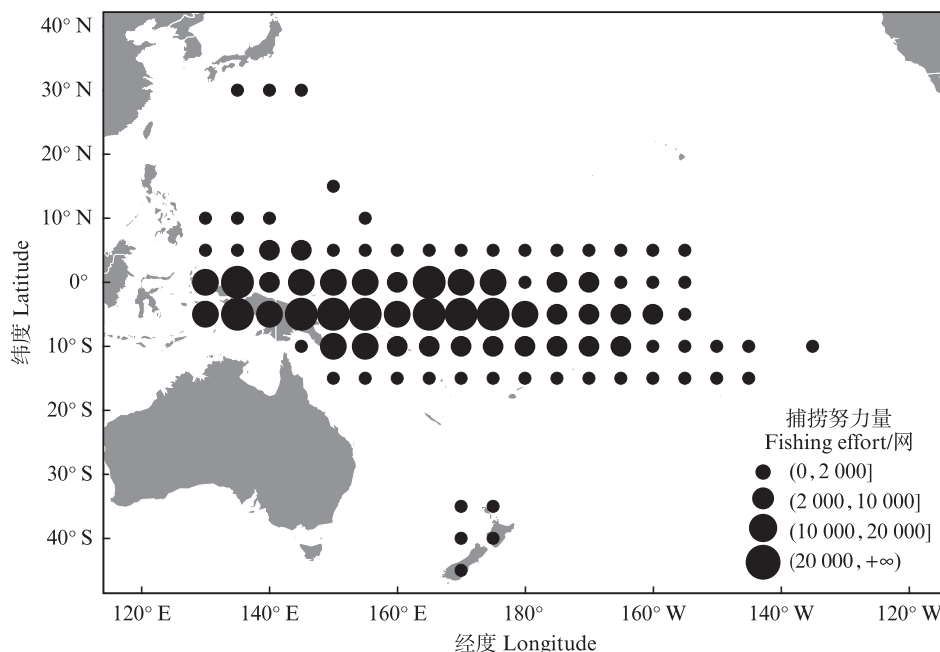 40° N
30° N
20° N
10° N
0°
10° S
20° S
30° S
40° S
纬度 Latitude
捕捞努力量
Fishing effort/网
(0, 2 000]
(2 000, 10 000]
(10 000, 20 000]
(20 000, +∞)
120° E 140° E 160° E 180° 160° W 140° W 120° W
经度 Longitude